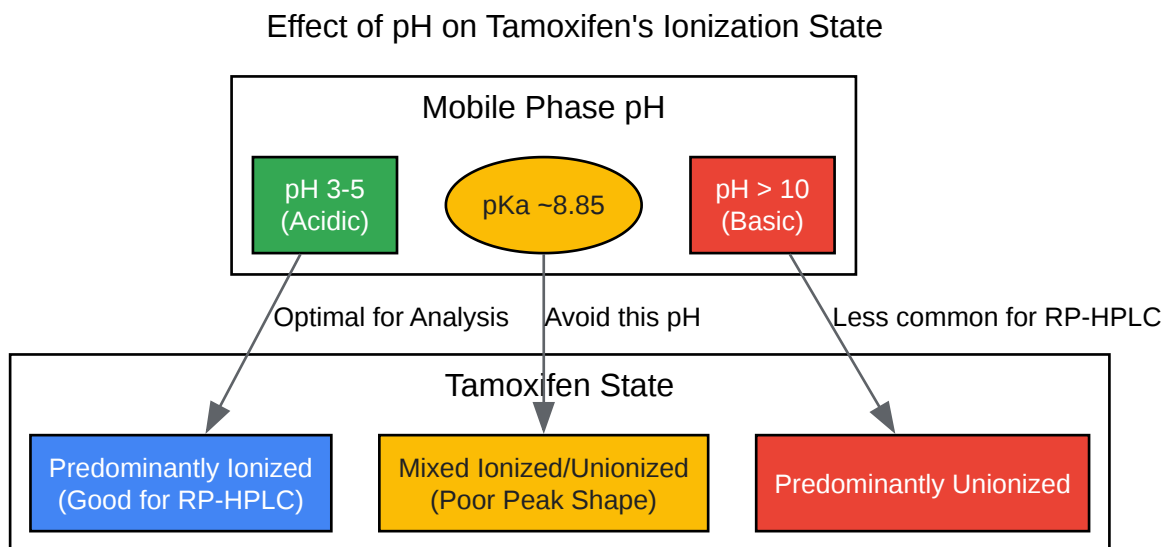 Effect of pH on Tamoxifen's Ionization State
Mobile Phase pH
pH 3-5
(Acidic)
pKa ~8.85
pH > 10
(Basic)
Optimal for Analysis
Avoid this pH
Less common for RP-HPLC
Tamoxifen State
Predominantly Ionized
(Good for RP-HPLC)
Mixed Ionized/Unionized
(Poor Peak Shape)
Predominantly Unionized